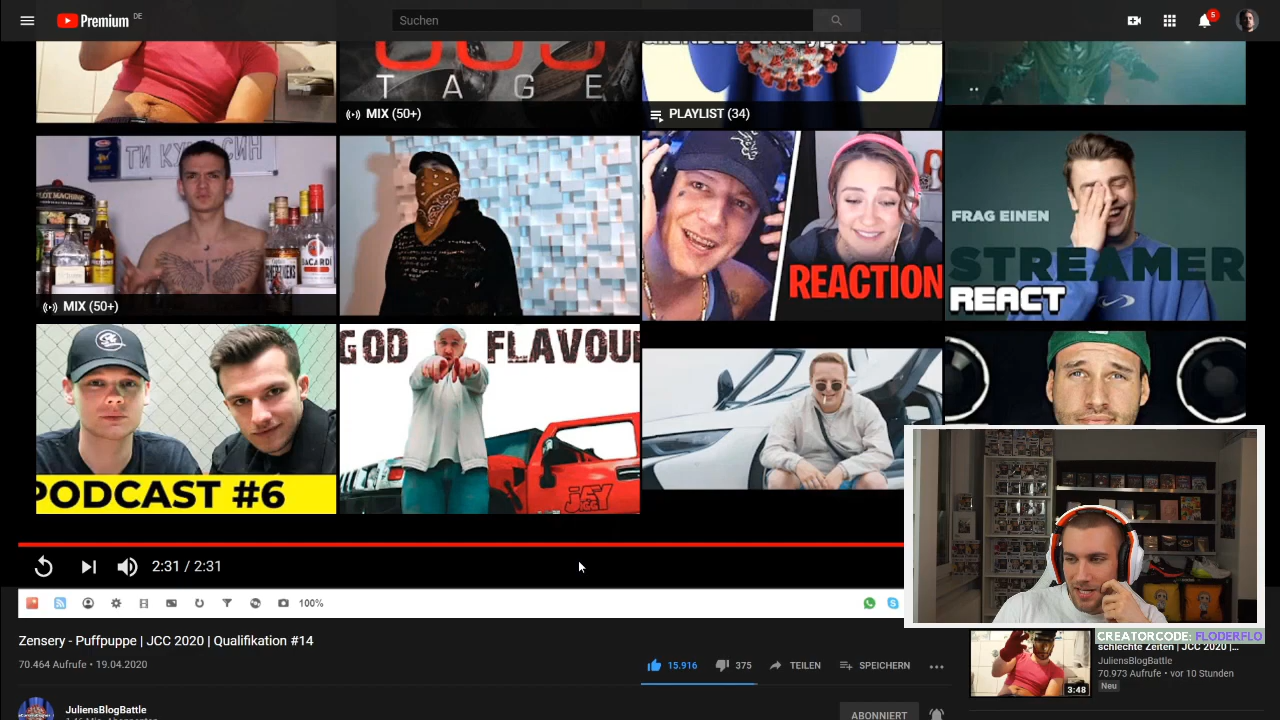 Premium DE
Suchen
5
TAGE
MIX (50+)
PLAYLIST (34)
MIX (50+)
BACARDI
REACTION
FRAG EINEN
STREAMER
REACT
PODCAST #6
GOD FLAVOU
2:31 / 2:31
100%
Zensery - Puffpuppe | JCC 2020 | Qualifikation #14
70.464 Aufrufe • 19.04.2020
15.916
375
TEILEN
SPEICHERN
JuliensBlogBattle
ABONNIERT
CREATORCODE: FLODERFLO
schlechte Zeiten | JCC 2020 |...
JuliensBlogBattle
70.973 Aufrufe • vor 10 Stunden
Neu
3:48